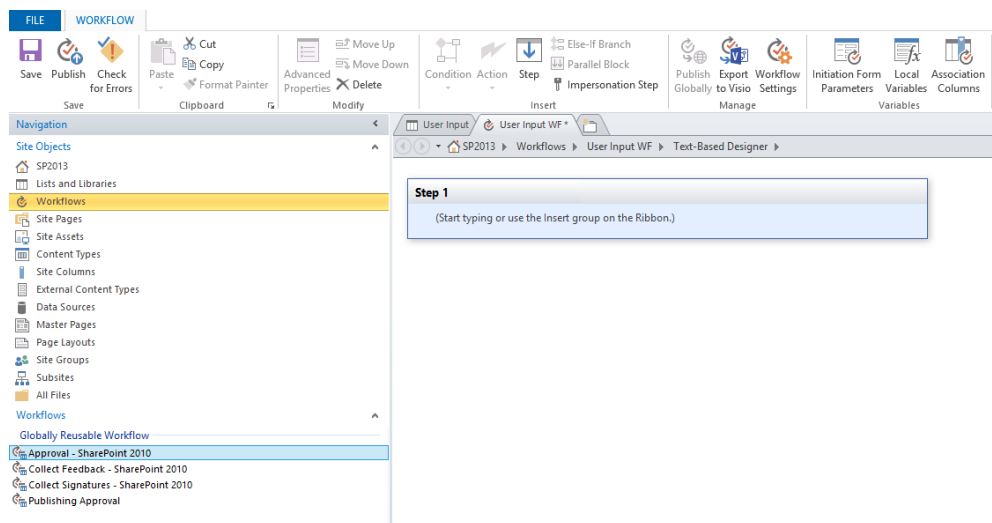 FILE WORKFLOW
Save Publish Check for Errors
Save
Paste Cut
Copy
Format Painter
Clipboard
Advanced Properties Move Up
Move Down
Delete
Modify
Condition Action Step Else-If Branch
Parallel Block
Impersonation Step
Insert
Publish Globally Export to Visio Workflow Settings
Manage
Initiation Form Parameters Local Variables Association Columns
Variables
Navigation
Site Objects
SP2013
Lists and Libraries
Workflows
Site Pages
Site Assets
Content Types
Site Columns
External Content Types
Data Sources
Master Pages
Page Layouts
Site Groups
Subsites
All Files
Workflows
Globally Reusable Workflow
Approval - SharePoint 2010
Collect Feedback - SharePoint 2010
Collect Signatures - SharePoint 2010
Publishing Approval
User Input User Input WF *
SP2013 Workflows User Input WF Text-Based Designer
Step 1
(Start typing or use the Insert group on the Ribbon.)